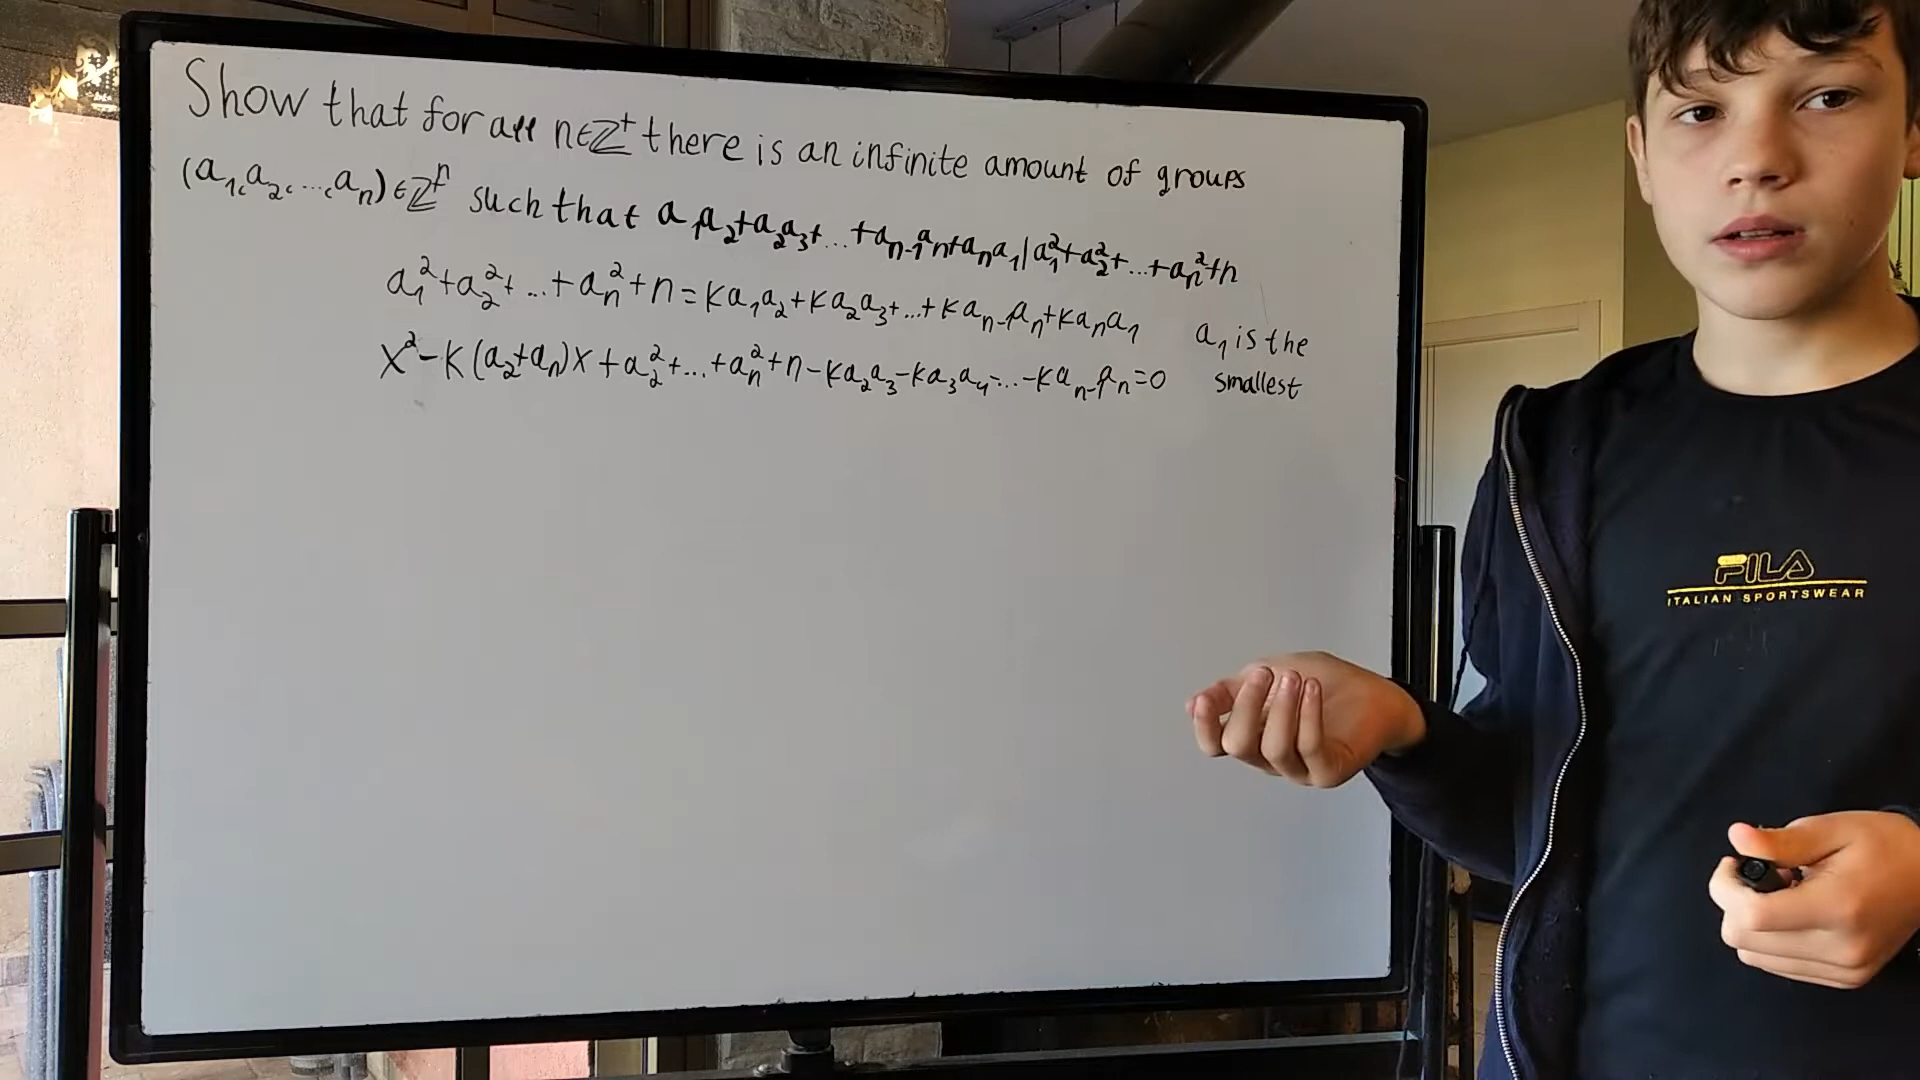 Show that for all n∈ℤ⁺ there is an infinite amount of groups
(a₁, a₂, ..., aₙ) ∈ ℤⁿ such that a₁a₂+a₂a₃+...+aₙ₋₁aₙ+aₙa₁|a₁²+a₂²+...+aₙ²+n
a₁²+a₂²+...+aₙ²+n=Ka₁a₂+Ka₂a₃+...+Kaₙ₋₁aₙ+Kaₙa₁
a₁ is the
smallest
x²-K(a₂+aₙ)x+a₂²+...+aₙ²+n-Ka₂a₃-Ka₃a₄-...-Kaₙ₋₁aₙ=0
FILA
ITALIAN SPORTSWEAR